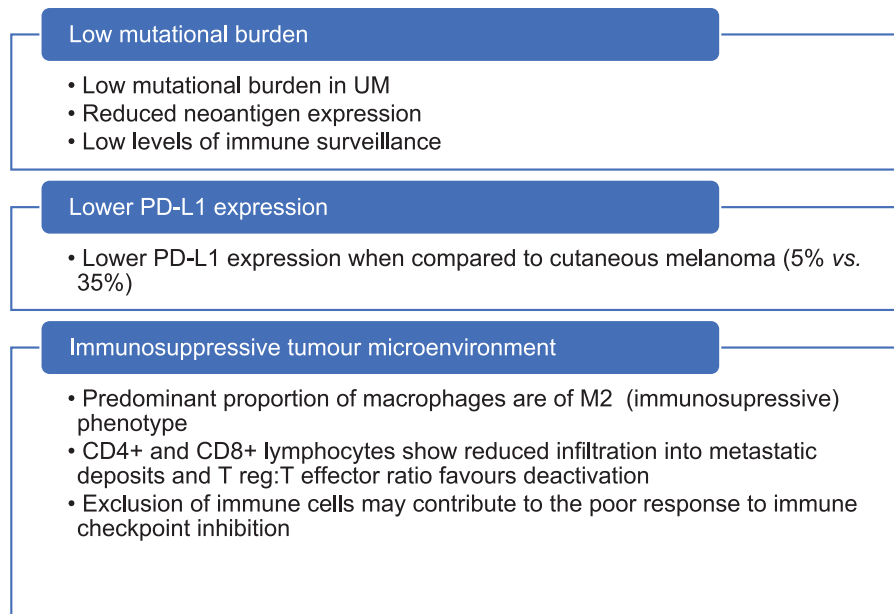 Low mutational burden
• Low mutational burden in UM
• Reduced neoantigen expression
• Low levels of immune surveillance
Lower PD-L1 expression
• Lower PD-L1 expression when compared to cutaneous melanoma (5% vs.
35%)
Immunosuppressive tumour microenvironment
• Predominant proportion of macrophages are of M2 (immunosupressive)
phenotype
• CD4+ and CD8+ lymphocytes show reduced infiltration into metastatic
deposits and T reg:T effector ratio favours deactivation
• Exclusion of immune cells may contribute to the poor response to immune
checkpoint inhibition